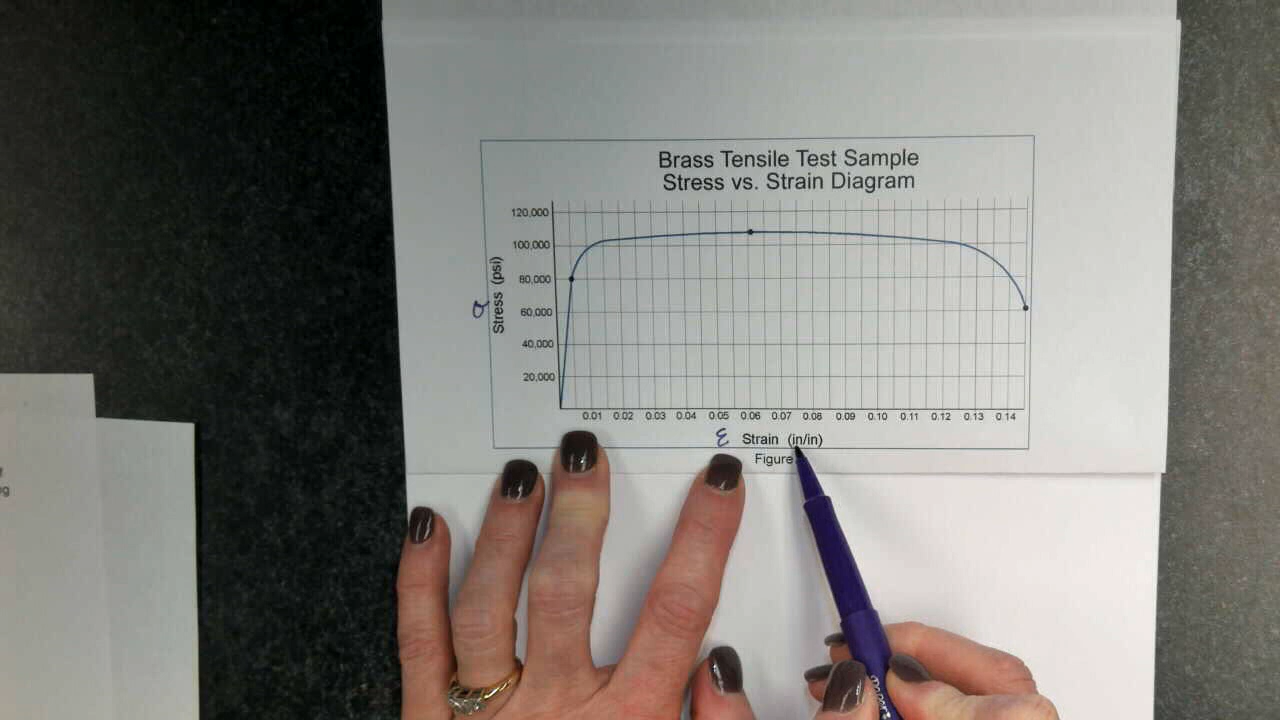 Brass Tensile Test Sample
Stress vs. Strain Diagram
120,000
100,000
80,000
60,000
40,000
20,000
σ
Stress (psi)
0.01 0.02 0.03 0.04 0.05 0.06 0.07 0.08 0.09 0.10 0.11 0.12 0.13 0.14
ε Strain (in/in)
Figure